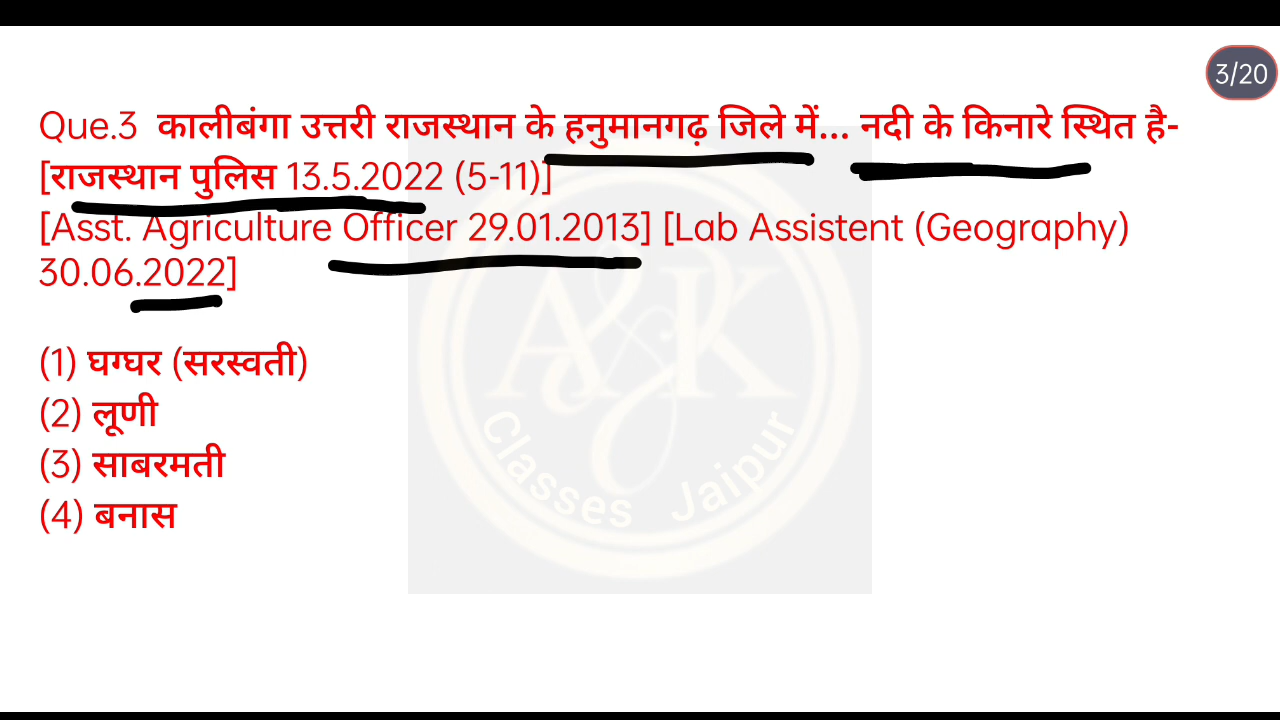 3/20
Que.3 कालीबंगा उत्तरी राजस्थान के हनुमानगढ़ जिले में... नदी के किनारे स्थित है-
[राजस्थान पुलिस 13.5.2022 (5-11)]
[Asst. Agriculture Officer 29.01.2013] [Lab Assistent (Geography)
30.06.2022]
(1) घग्घर (सरस्वती)
(2) लूणी
(3) साबरमती
(4) बनास
A&K
Classes Jaipur